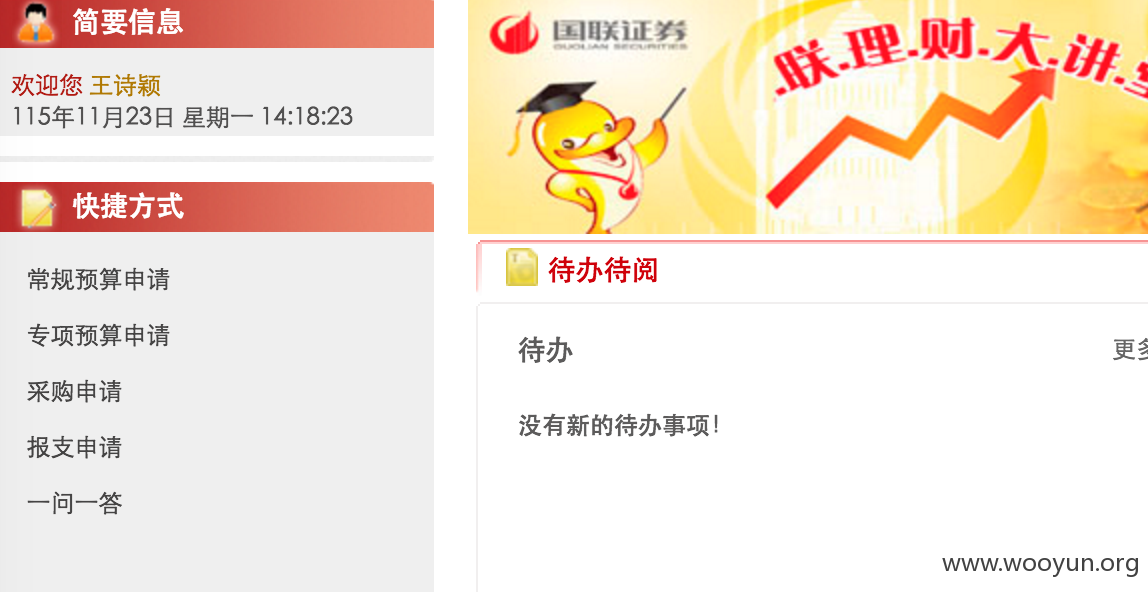 简要信息
欢迎您 王诗颖
115年11月23日 星期一 14:18:23
快捷方式
常规预算申请
专项预算申请
采购申请
报支申请
一问一答
国联证券
GUOLIAN SECURITIES
联.理.财.大.讲.
待办待阅
待办
更多
没有新的待办事项!
www.wooyun.org